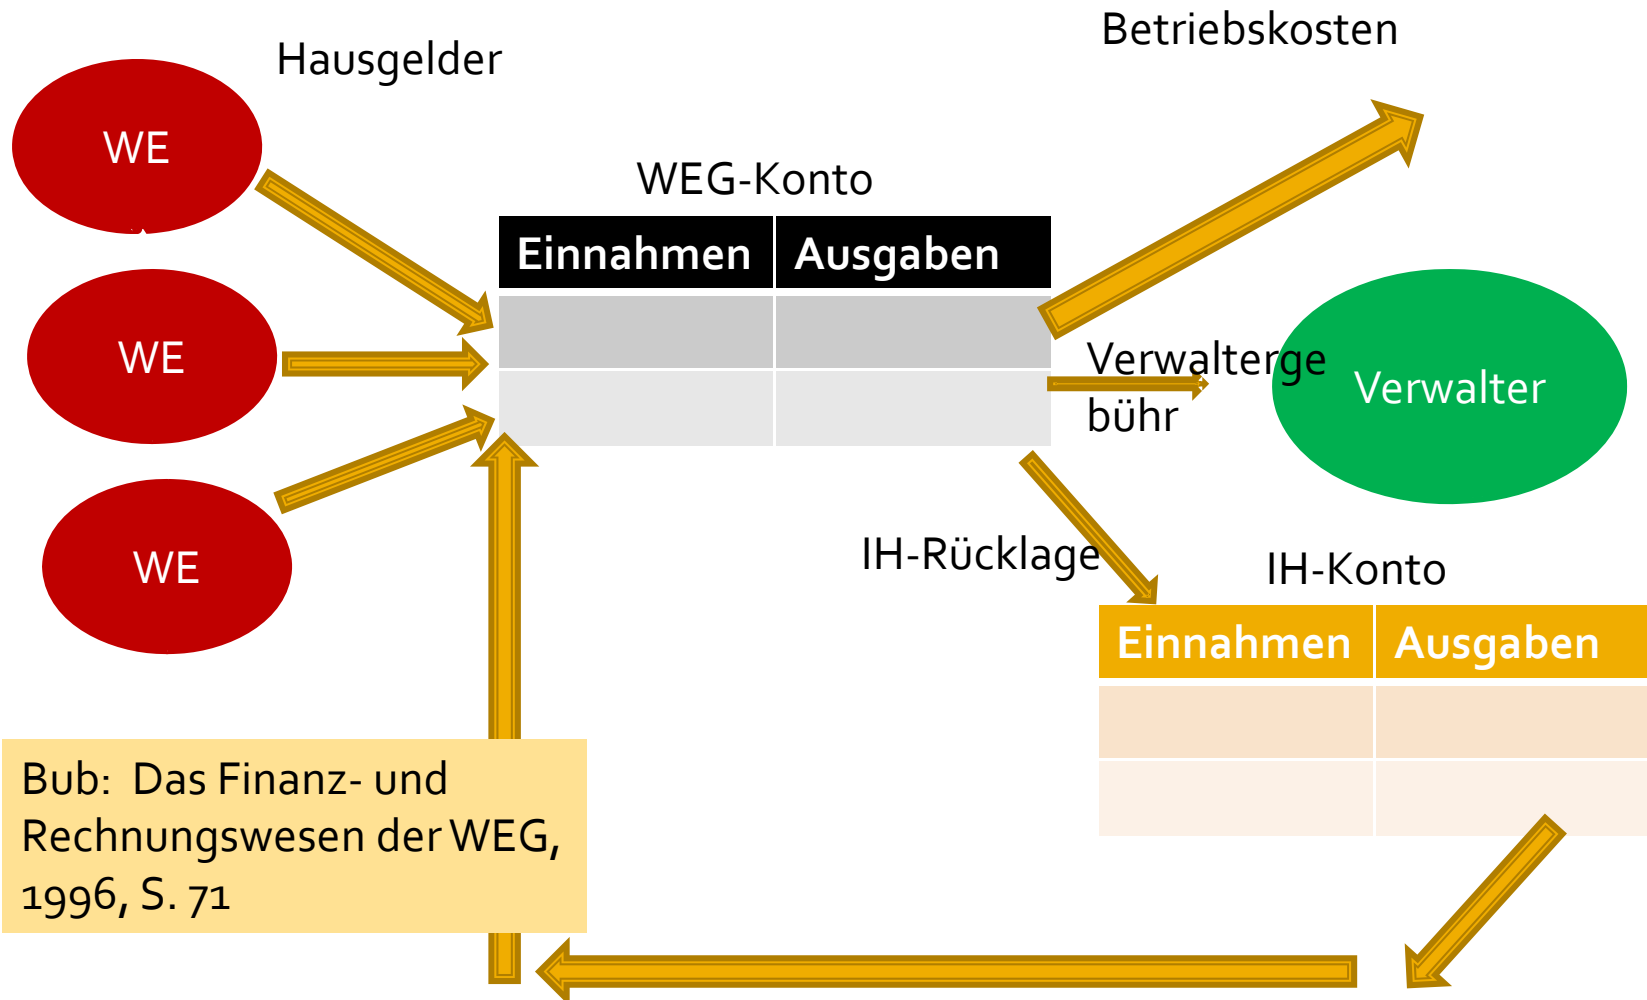 Hausgelder
Betriebskosten
WE
WEG-Konto
Einnahmen Ausgaben
WE
Verwalterge
bühr
Verwalter
WE
IH-Rücklage
IH-Konto
Einnahmen Ausgaben
Bub: Das Finanz- und
Rechnungswesen der WEG,
1996, S. 71